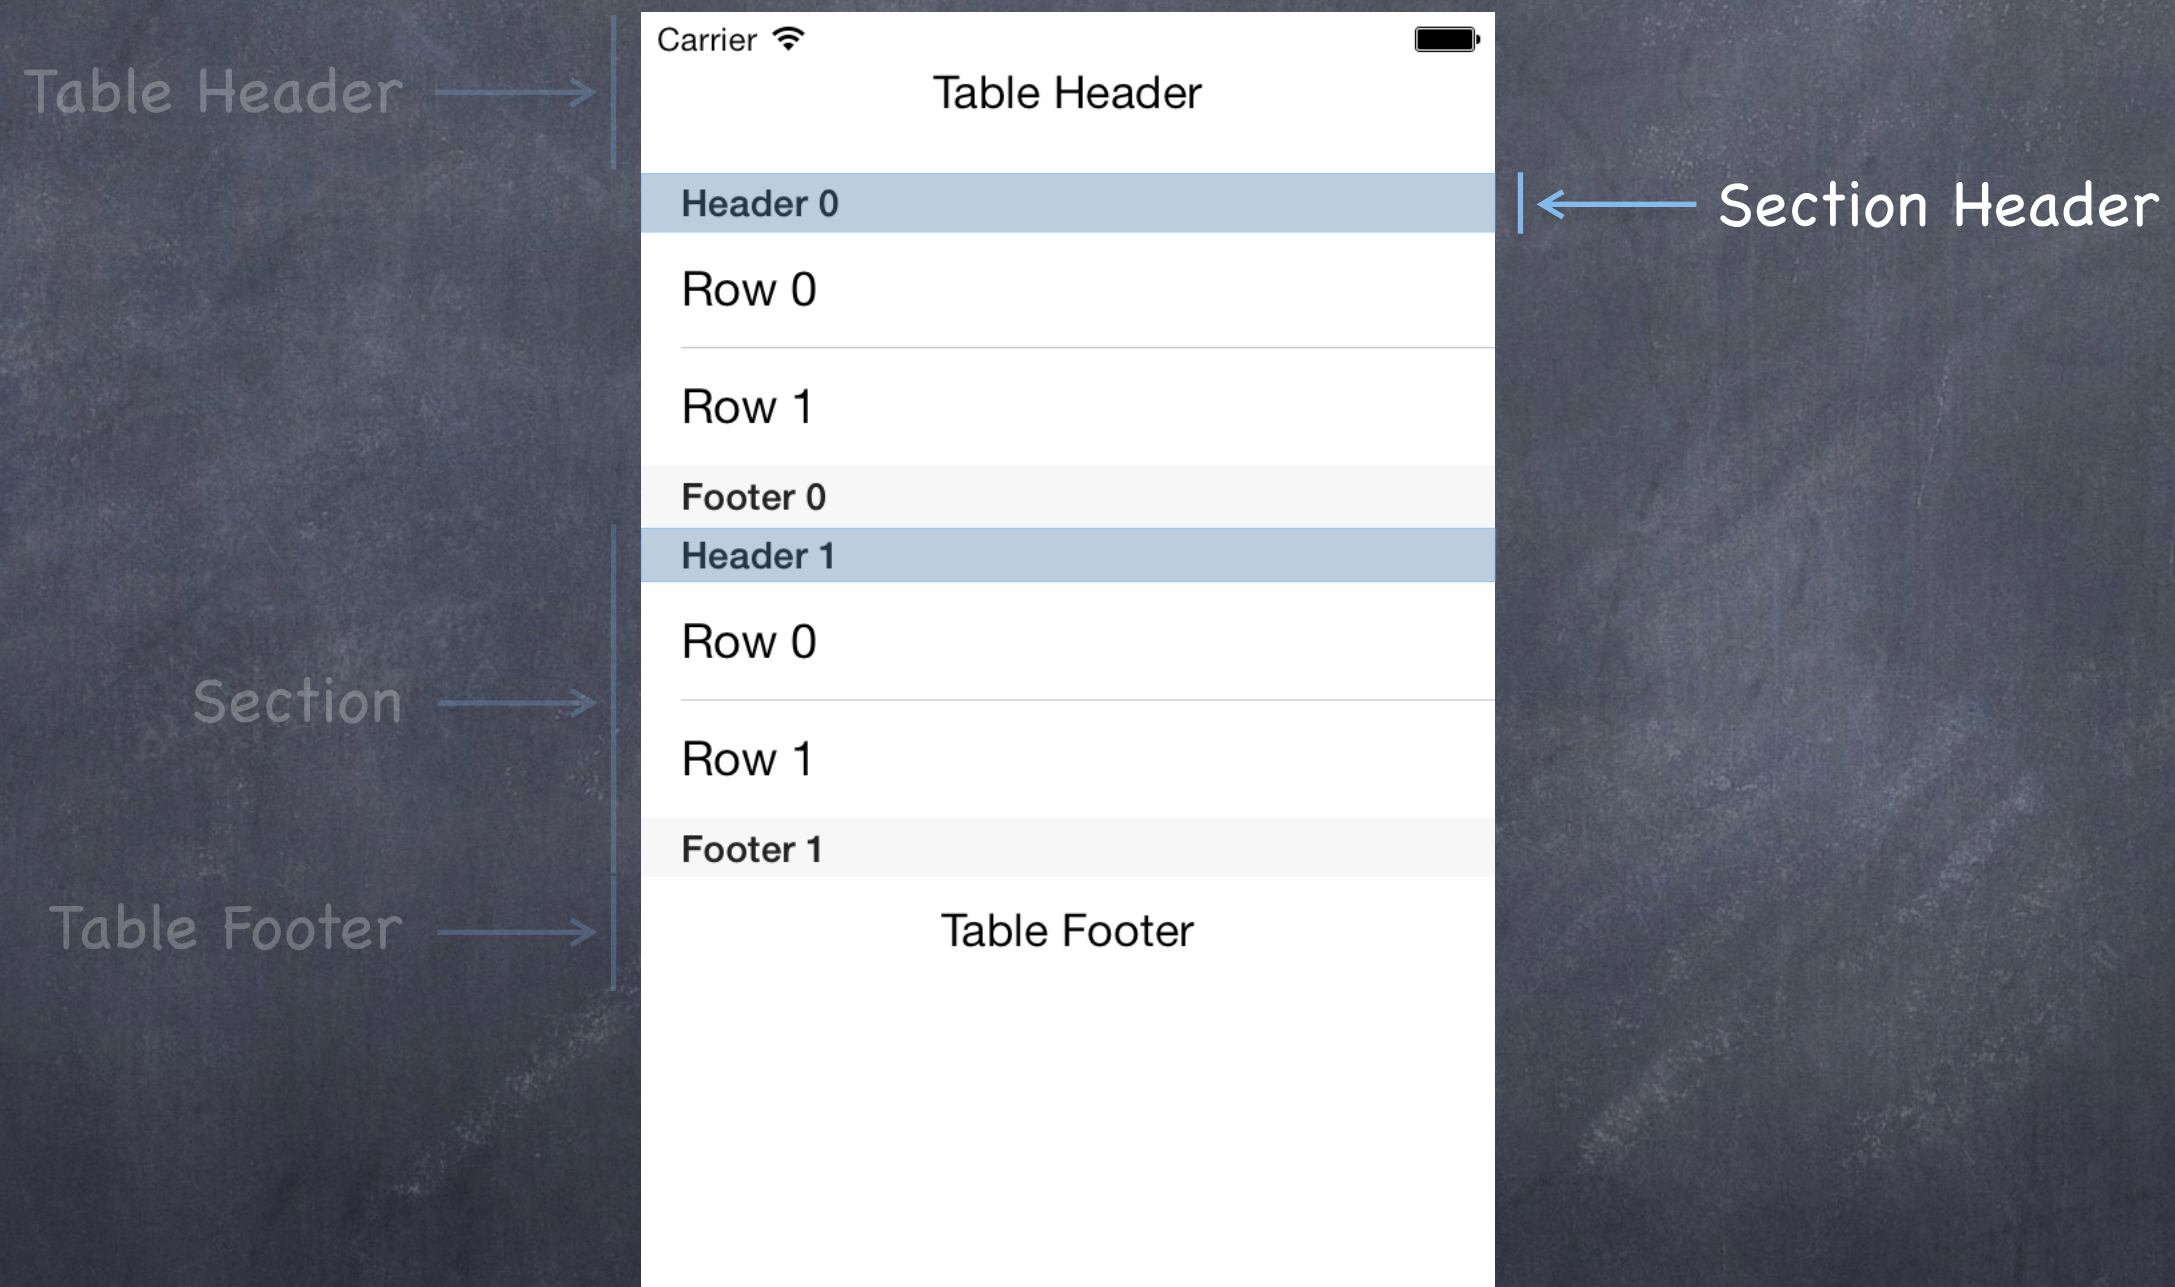 Carrier
Table Header
Table Header
Header 0
Section Header
Row 0
Row 1
Footer 0
Header 1
Row 0
Section
Row 1
Footer 1
Table Footer
Table Footer